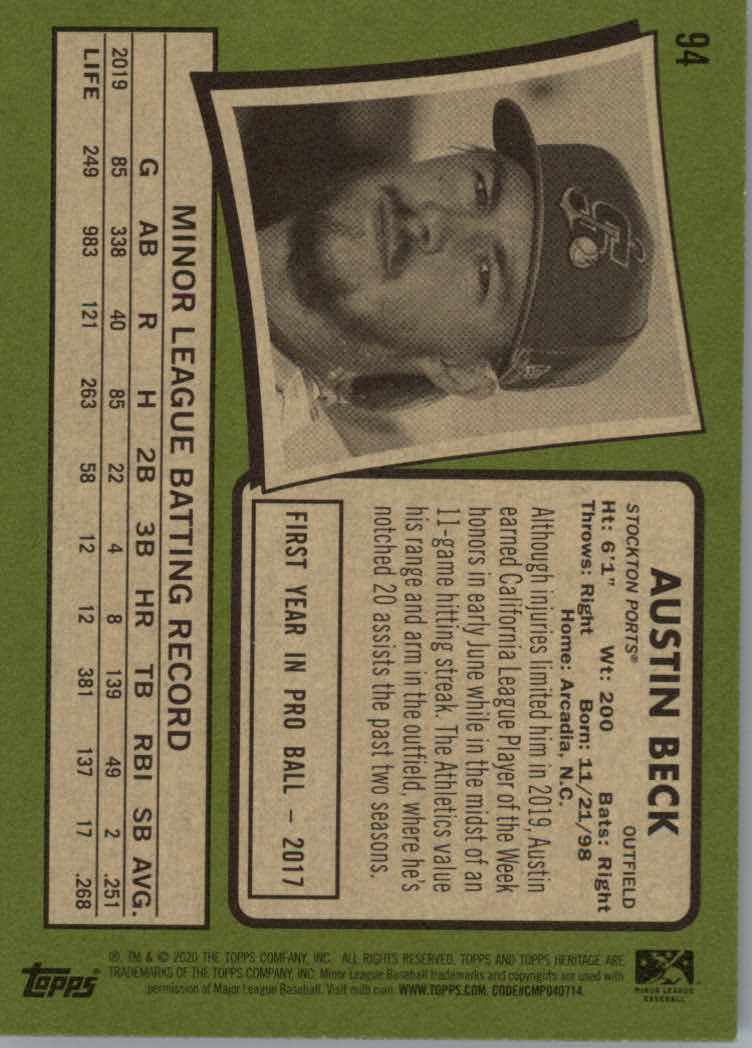 94
AUSTIN BECK
STOCKTON PORTS® OUTFIELD
Ht: 6'1" Wt: 200 Bats: Right
Throws: Right Born: 11/21/98
Home: Arcadia, N.C.
Although injuries limited him in 2019, Austin
earned California League Player of the Week
honors in early June while in the midst of an
11-game hitting streak. The Athletics value
his range and arm in the outfield, where he's
notched 20 assists the past two seasons.
FIRST YEAR IN PRO BALL – 2017
MINOR LEAGUE BATTING RECORD
G AB R H 2B 3B HR TB RBI SB AVG.
2019 85 338 40 85 22 4 8 139 49 2 .251
LIFE 249 983 121 263 58 12 12 381 137 17 .268
MINOR LEAGUE
BASEBALL
®, TM & © 2020 THE TOPPS COMPANY, INC. ALL RIGHTS RESERVED. TOPPS AND TOPPS HERITAGE ARE
TRADEMARKS OF THE TOPPS COMPANY, INC. Minor League Baseball trademarks and copyrights are used with
permission of Major League Baseball. Visit milb.com. WWW.TOPPS.COM. CODE#CMP040714.
Topps®